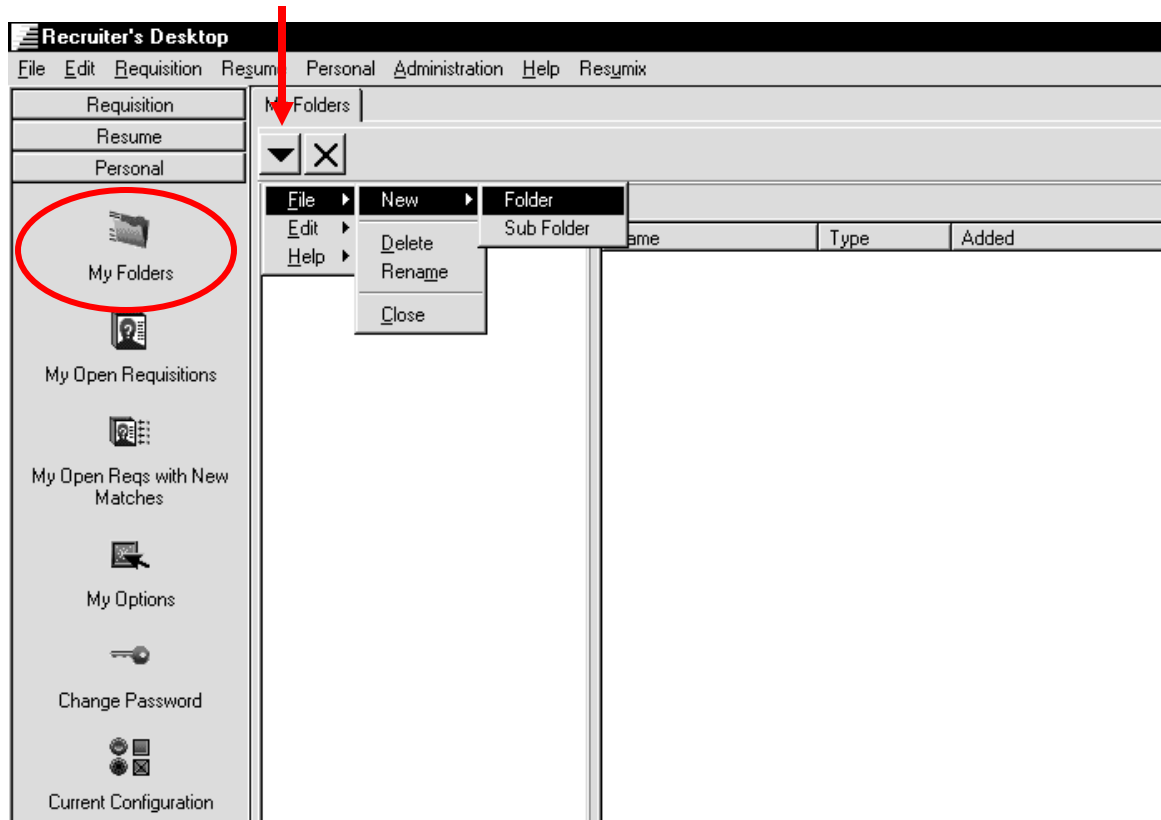 Recruiter's Desktop
File Edit Requisition Resume Personal Administration Help Resumix
Requisition
Resume
Personal
My Folders
My Open Requisitions
My Open Reqs with New
Matches
My Options
Change Password
Current Configuration
My Folders
File New Folder
Edit Sub Folder
Help Delete
Rename
Close
Name Type Added